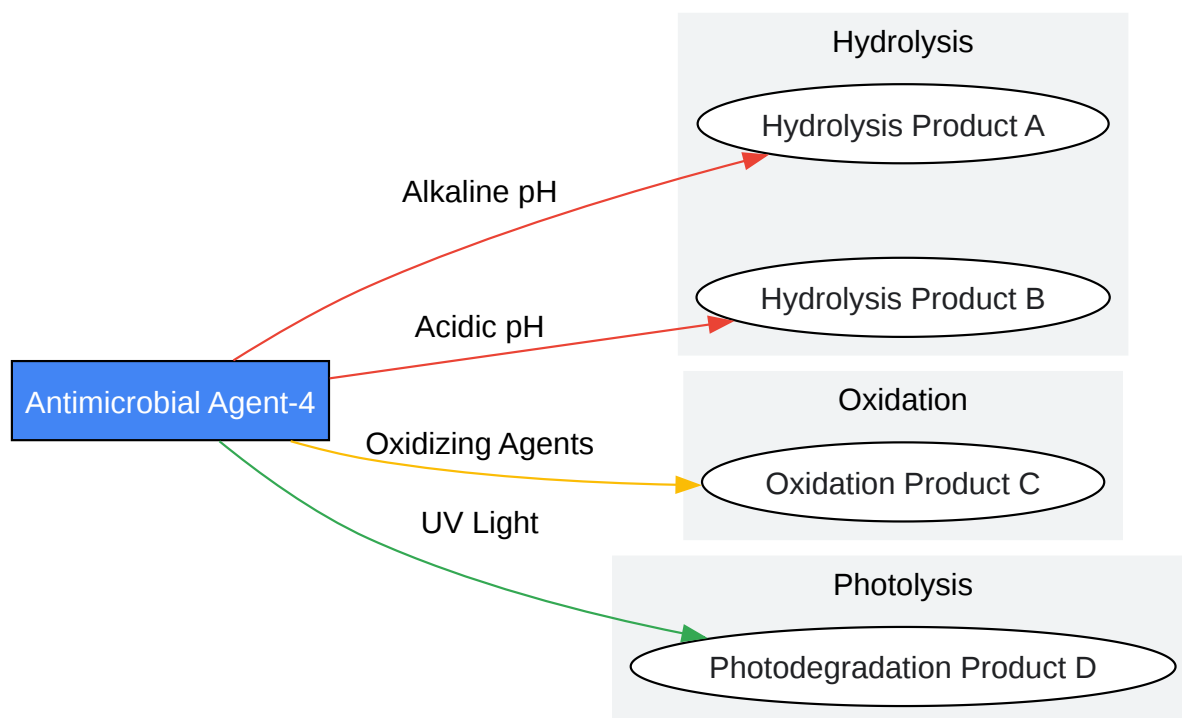 Hydrolysis
Hydrolysis Product A
Alkaline pH
Hydrolysis Product B
Acidic pH
Antimicrobial Agent-4
Oxidation
Oxidizing Agents
Oxidation Product C
UV Light
Photolysis
Photodegradation Product D